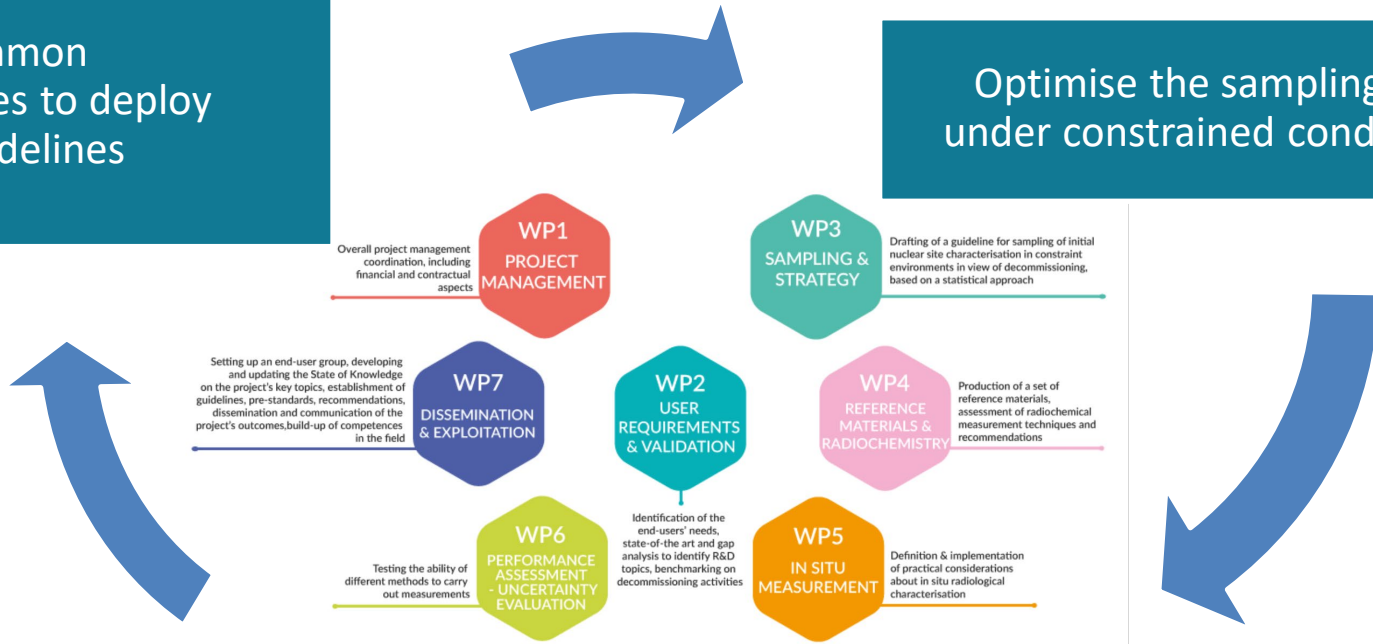 mmon
es to deploy
delines
Optimise the sampling
under constrained cond
WP1
PROJECT
MANAGEMENT
Overall project management
coordination, including
financial and contractual
aspects
WP3
SAMPLING &
STRATEGY
Drafting of a guideline for sampling of initial
nuclear site characterisation in constraint
environments in view of decommissioning,
based on a statistical approach
Setting up an end-user group, developing
and updating the State of Knowledge
on the project's key topics, establishment of
guidelines, pre-standards, recommendations,
dissemination and communication of the
project's outcomes,build-up of competences
in the field
WP7
DISSEMINATION
& EXPLOITATION
WP2
USER
REQUIREMENTS
& VALIDATION
Identification of the
end-users' needs,
state-of-the art and gap
analysis to identify R&D
topics, benchmarking on
decommissioning activities
WP4
REFERENCE
MATERIALS &
RADIOCHEMISTRY
Production of a set of
reference materials,
assessment of radiochemical
measurement techniques and
recommendations
Testing the ability of
different methods to carry
out measurements
WP6
PERFORMANCE
ASSESSMENT
- UNCERTAINTY
EVALUATION
WP5
IN SITU
MEASUREMENT
Definition & implementation
of practical considerations
about in situ radiological
characterisation